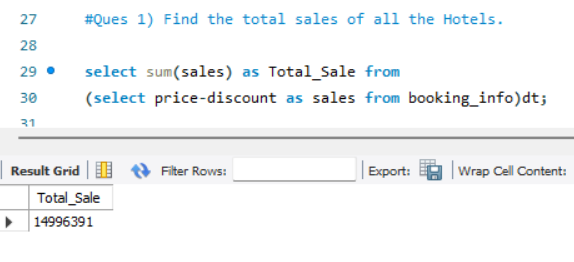 27 #Ques 1) Find the total sales of all the Hotels.
28
29 select sum(sales) as Total_Sale from
30 (select price-discount as sales from booking_info)dt;
31
Result Grid Filter Rows: Export: Wrap Cell Content:
Total_Sale
14996391